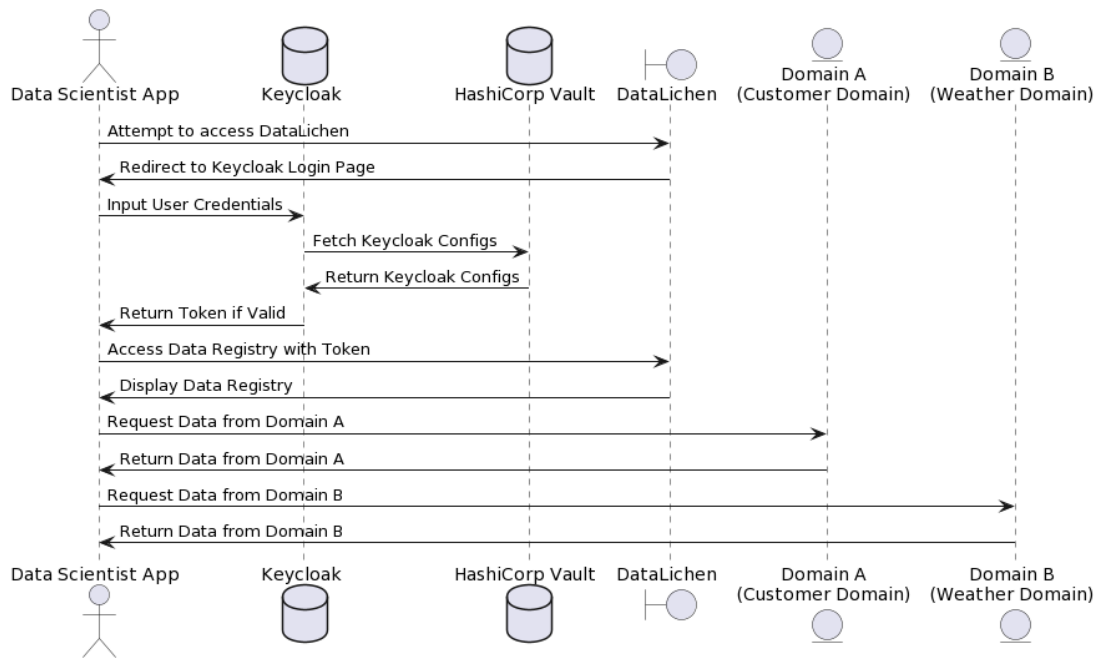 Data Scientist App
Keycloak
HashiCorp Vault
DataLichen
Domain A
(Customer Domain)
Domain B
(Weather Domain)
Attempt to access DataLichen
Redirect to Keycloak Login Page
Input User Credentials
Fetch Keycloak Configs
Return Keycloak Configs
Return Token if Valid
Access Data Registry with Token
Display Data Registry
Request Data from Domain A
Return Data from Domain A
Request Data from Domain B
Return Data from Domain B
Data Scientist App
Keycloak
HashiCorp Vault
DataLichen
Domain A
(Customer Domain)
Domain B
(Weather Domain)